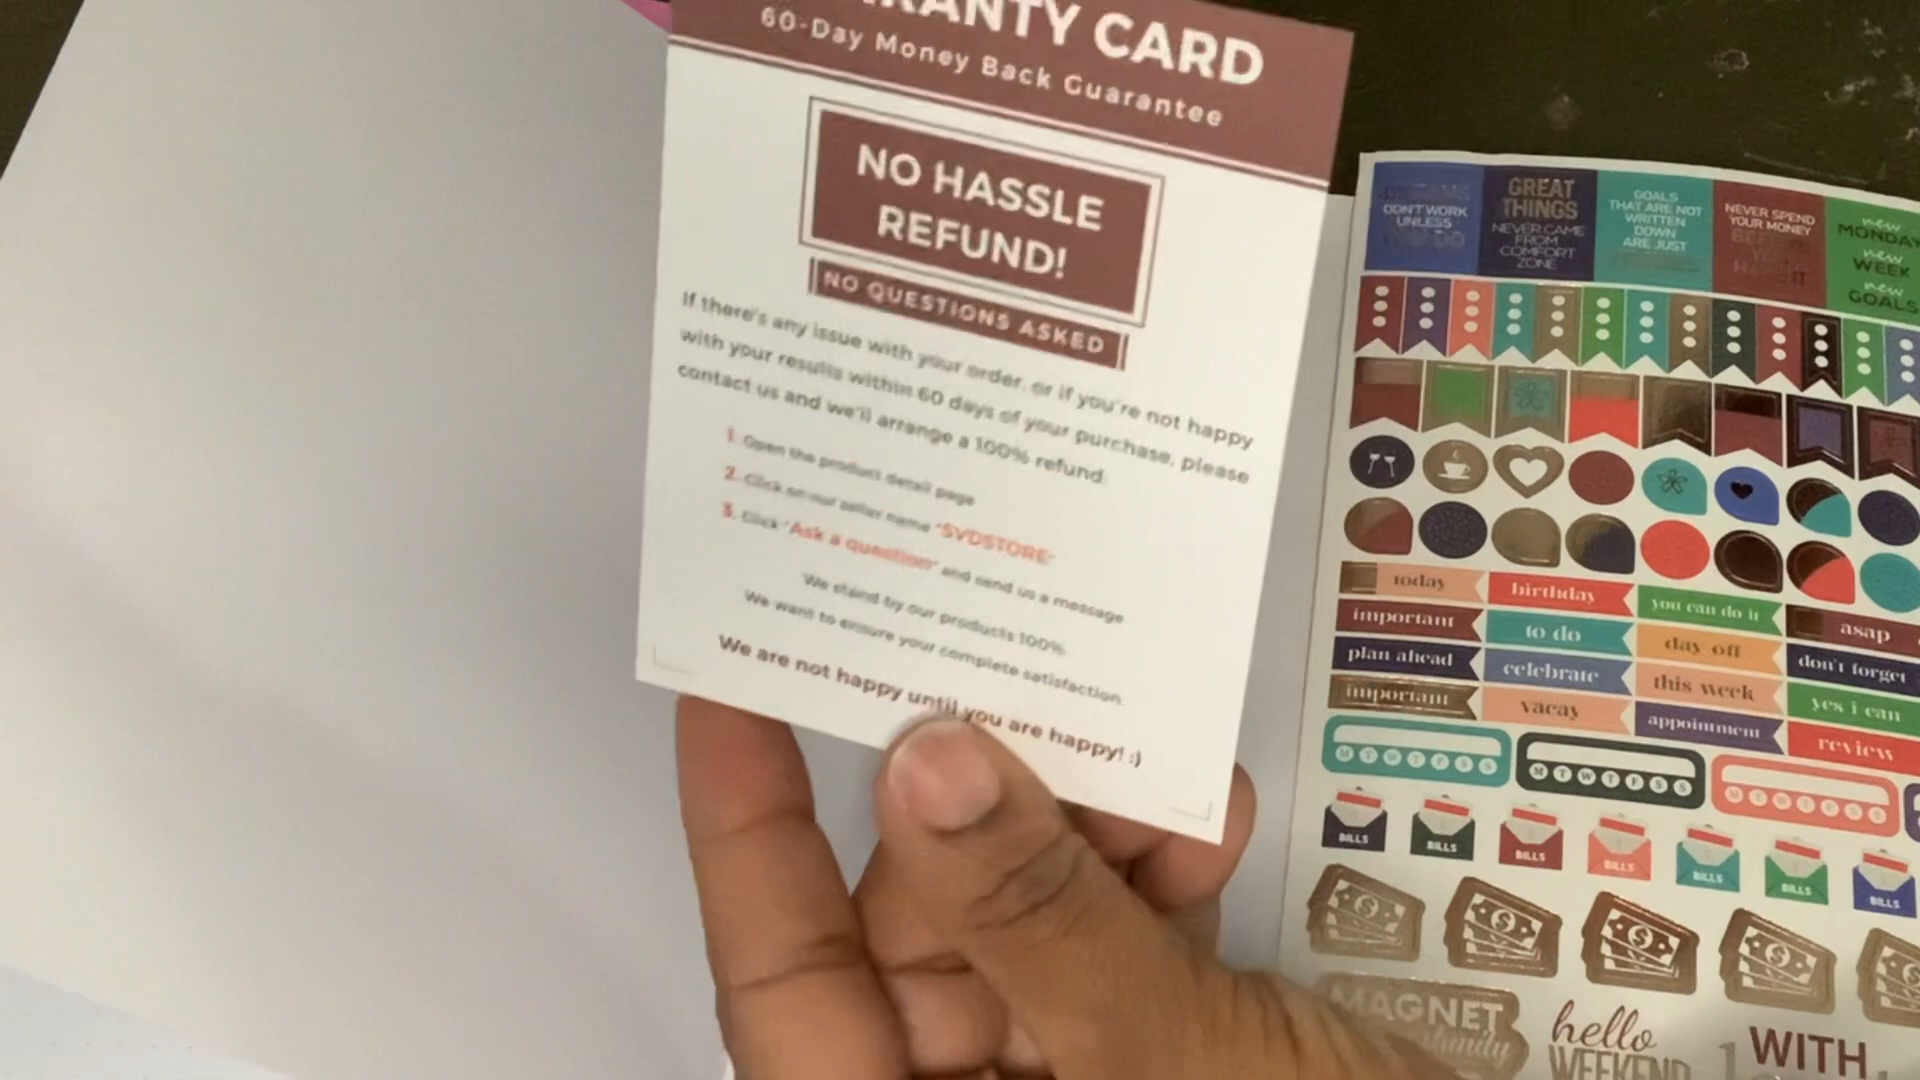 CARD
60-Day Money Back Guarantee
NO HASSLE
REFUND!
NO QUESTIONS ASKED
If there's any issue with your order, or if you're not happy
with your results within 60 days of your purchase, please
contact us and we'll arrange a 100% refund.
1. Open the product detail page
2. Click on our seller name "SVDSTORE"
3. Click "Ask a question" and send us a message
We stand by our products 100%.
We want to ensure your complete satisfaction.
We are not happy until you are happy! :)
DON'T WORK
UNLESS
YOU DO
GREAT
THINGS
NEVER CAME
FROM
COMFORT
ZONE
GOALS
THAT ARE NOT
WRITTEN
DOWN
ARE JUST
NEVER SPEND
YOUR MONEY
new
MONDAY
new
WEEK
new
GOALS
today
birthday
you can do it
asap
important
to do
day off
don't forget
plan ahead
celebrate
this week
yes i can
important
vacay
appointment
review
M T W T F S S
M T W T F S S
M T W T F S S
BILLS
BILLS
BILLS
BILLS
BILLS
BILLS
BILLS
MAGNET
hello
WEEKEND
WITH